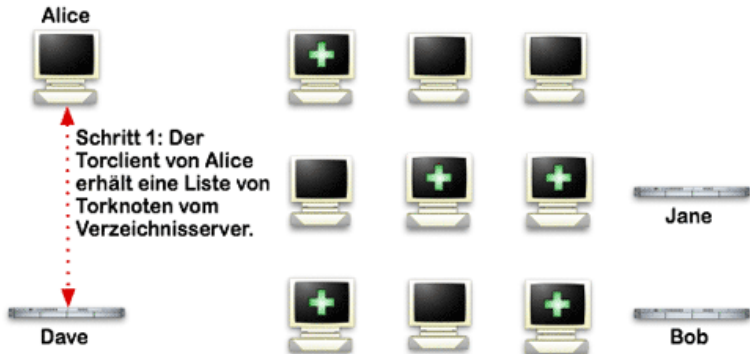 Alice
Schritt 1: Der
Torclient von Alice
erhält eine Liste von
Torknoten vom
Verzeichnisserver.
Jane
Dave
Bob